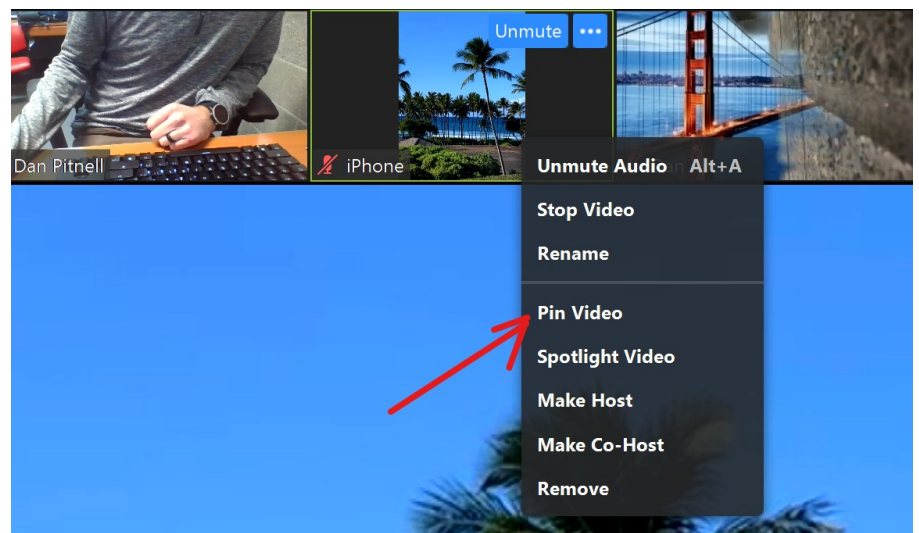 Unmute ...
Dan Pitnell
iPhone
Unmute Audio Alt+A
Stop Video
Rename
Pin Video
Spotlight Video
Make Host
Make Co-Host
Remove